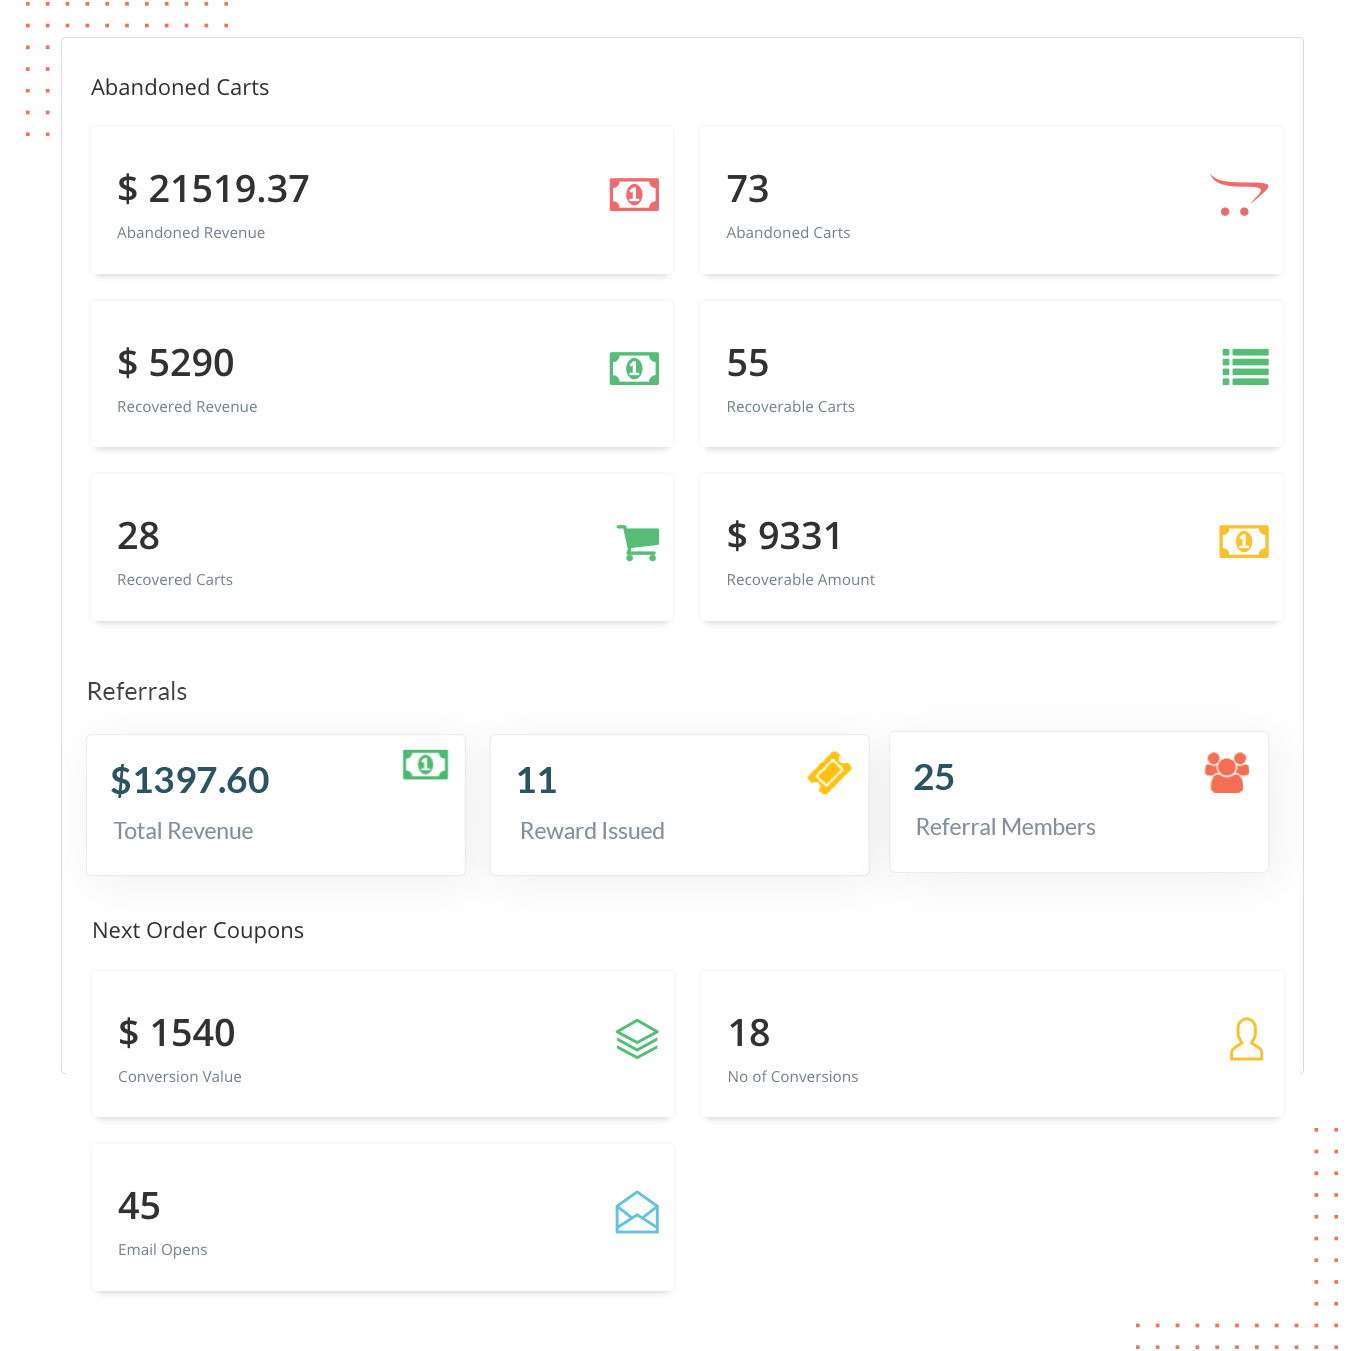 Abandoned Carts
$ 21519.37
Abandoned Revenue
73
Abandoned Carts
$ 5290
Recovered Revenue
55
Recoverable Carts
28
Recovered Carts
$ 9331
Recoverable Amount
Referrals
$1397.60
Total Revenue
11
Reward Issued
25
Referral Members
Next Order Coupons
$ 1540
Conversion Value
18
No of Conversions
45
Email Opens